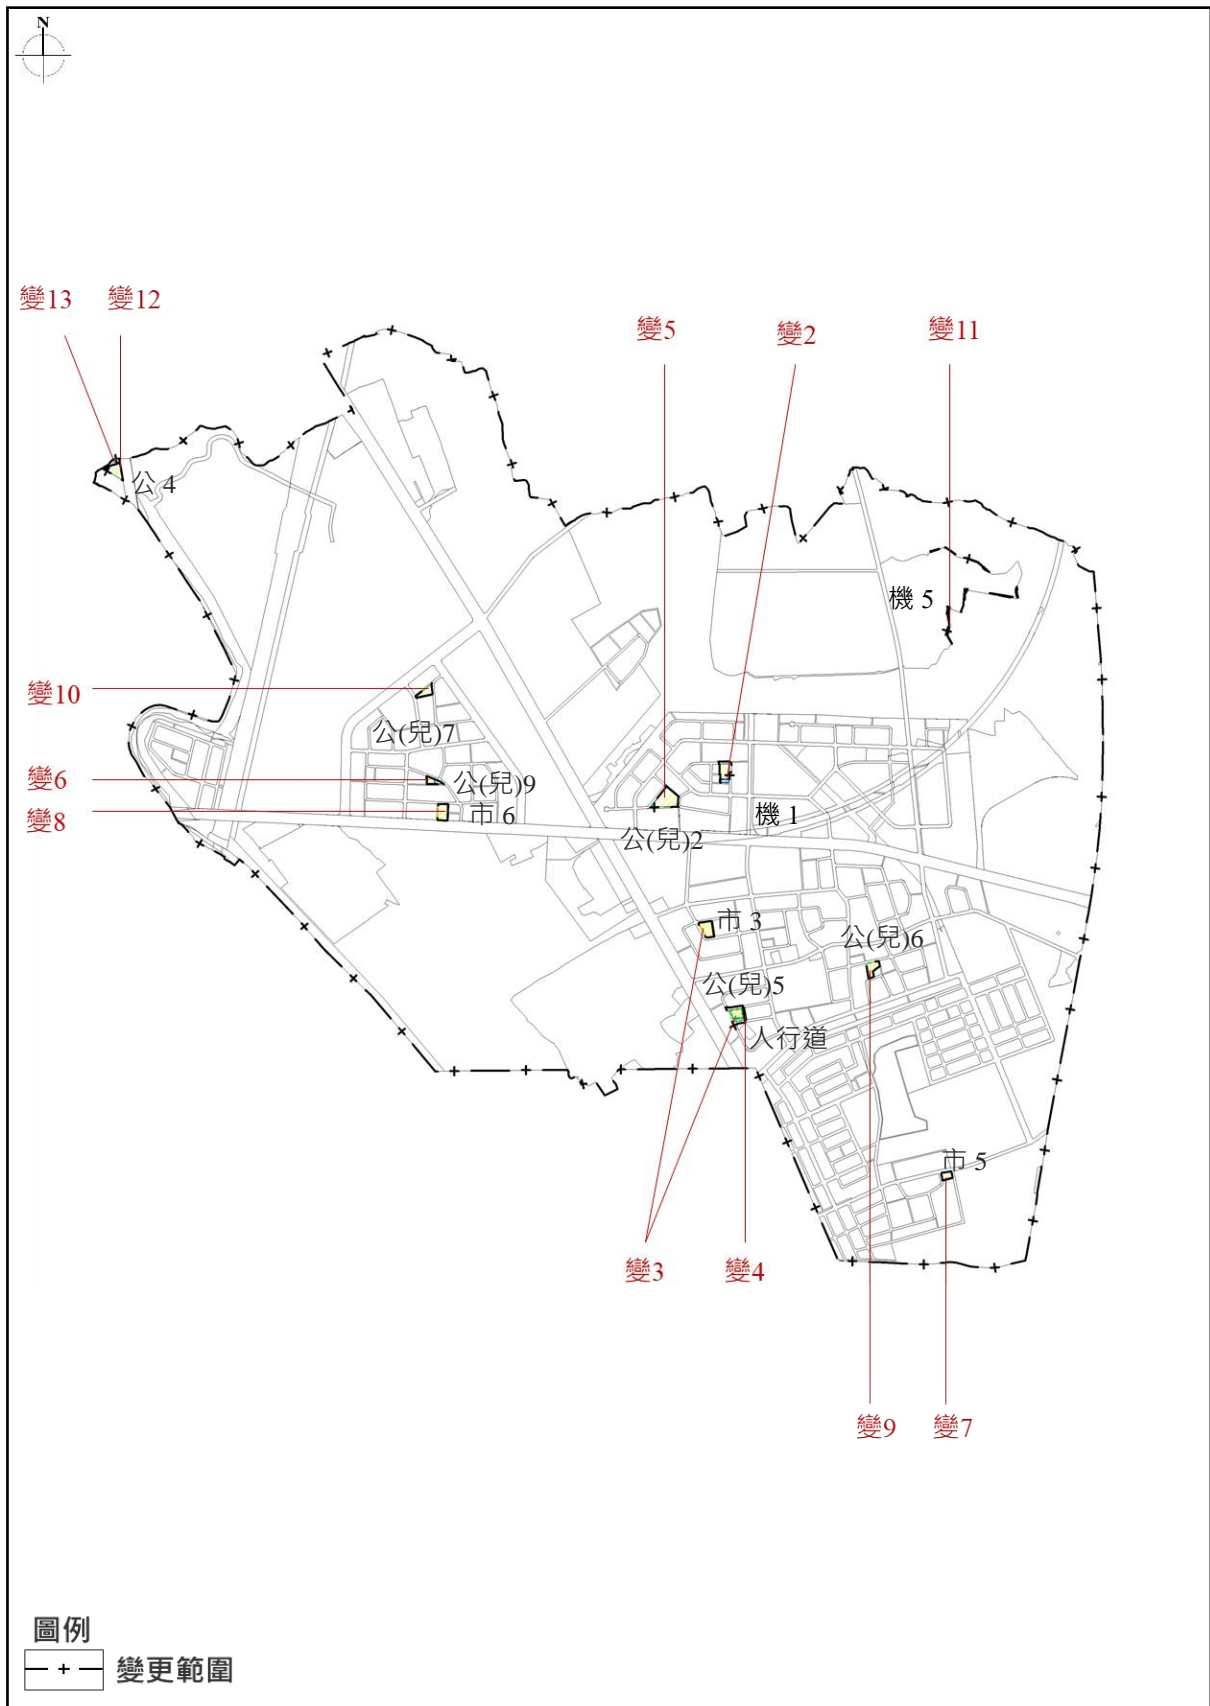 N
變13
變12
變5
變2
變11
公 4
機 5
變10
公(兒)7
變6
公(兒)9
變8
市 6
機 1
公(兒)2
市 3
公(兒)6
公(兒)5
人行道
市 5
變3
變4
變9
變7
圖例
變更範圍